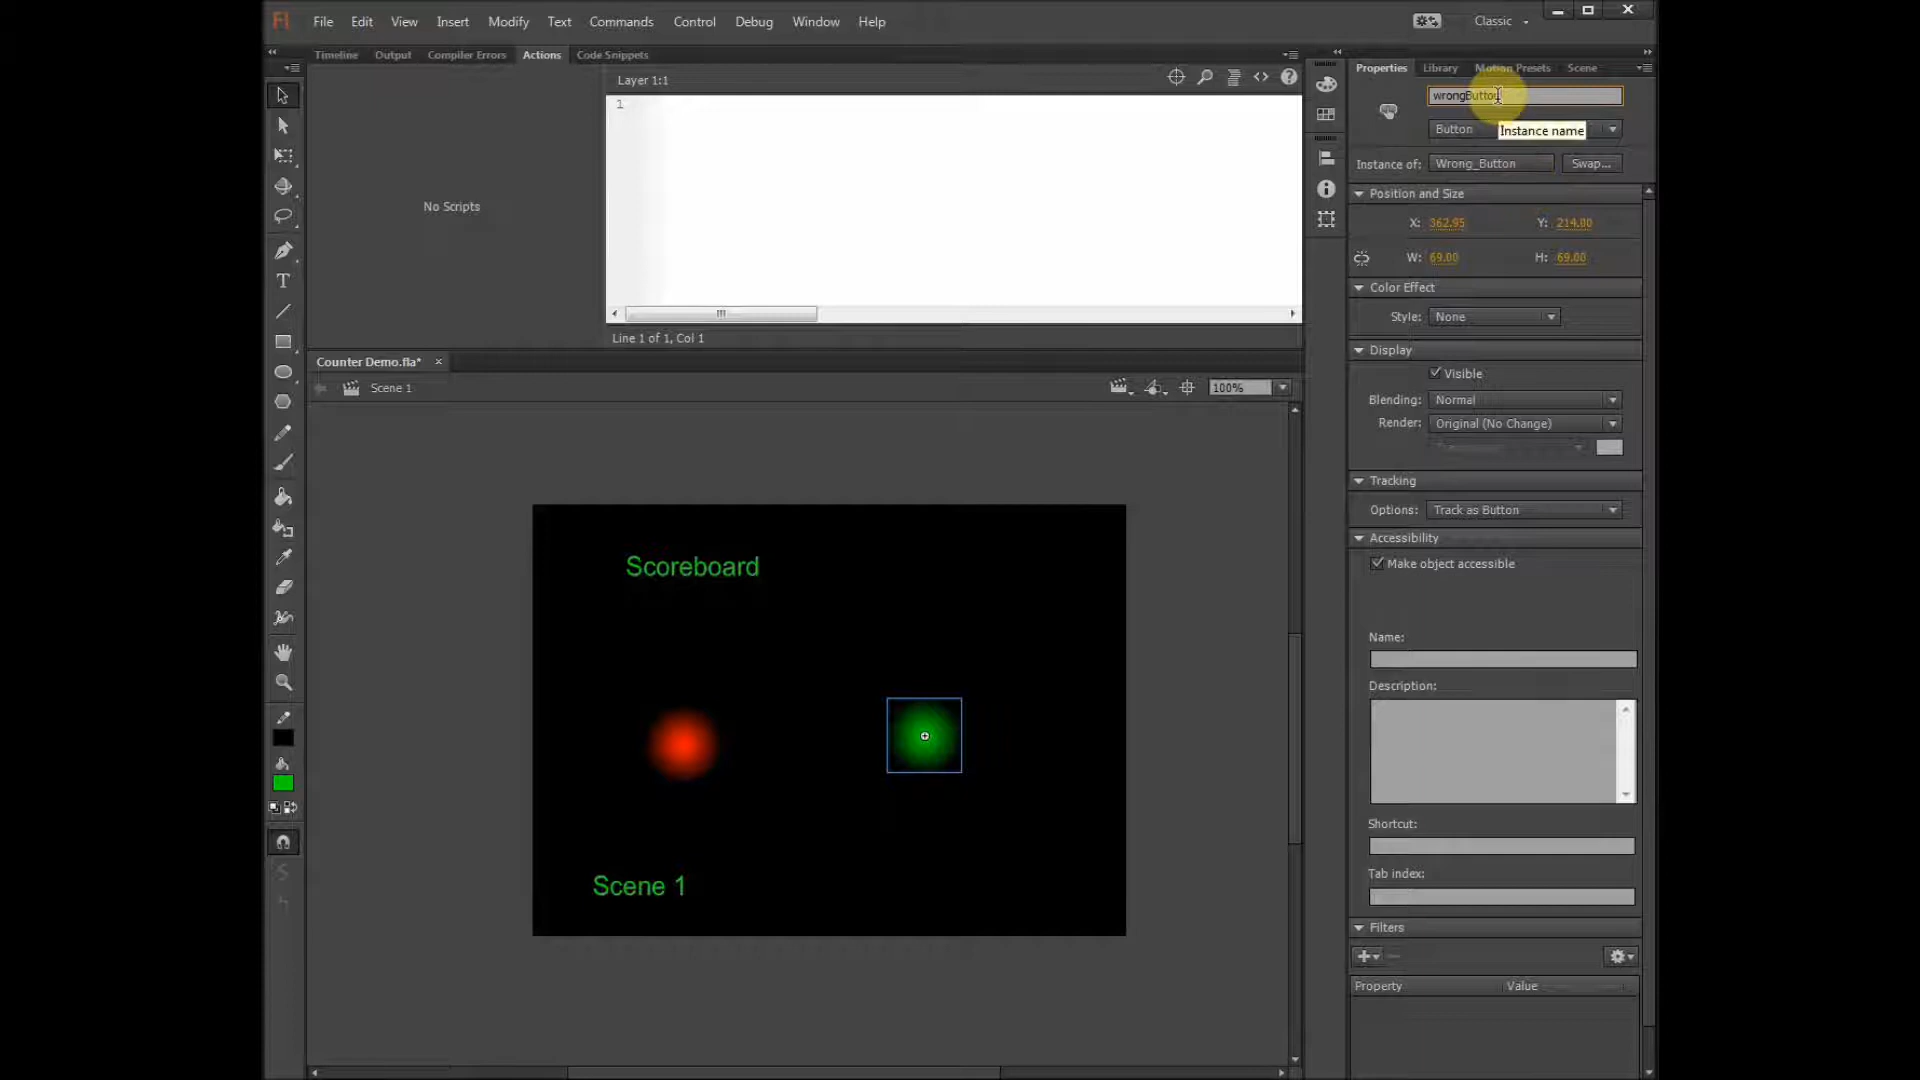 Fl File Edit View Insert Modify Text Commands Control Debug Window Help Classic
Timeline Output Compiler Errors Actions Code Snippets
Properties Library Motion Presets Scene
Layer 1:1
wrongButton
1
Button
Instance name
Instance of: Wrong_Button Swap...
Position and Size
No Scripts
X: 362.95 Y: 214.00
W: 69.00 H: 69.00
Color Effect
Style: None
Line 1 of 1, Col 1
Display
Counter Demo.fla*
Visible
Scene 1 100%
Blending: Normal
Render: Original (No Change)
Tracking
Options: Track as Button
Accessibility
Make object accessible
Scoreboard
Name:
Description:
Shortcut:
Tab index:
Scene 1
Filters
Property Value